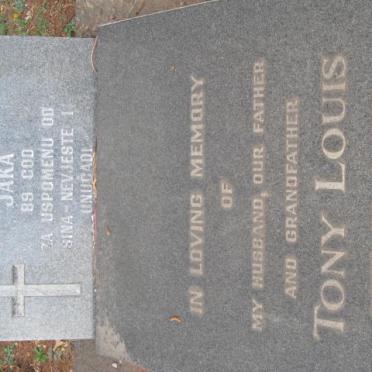 JAKA
89 GOD
ZA USPOMENU OD
SINA NEVJESTE I
UNUČADI
IN LOVING MEMORY
OF
MY HUSBAND, OUR FATHER
AND GRANDFATHER
TONY LOUIS